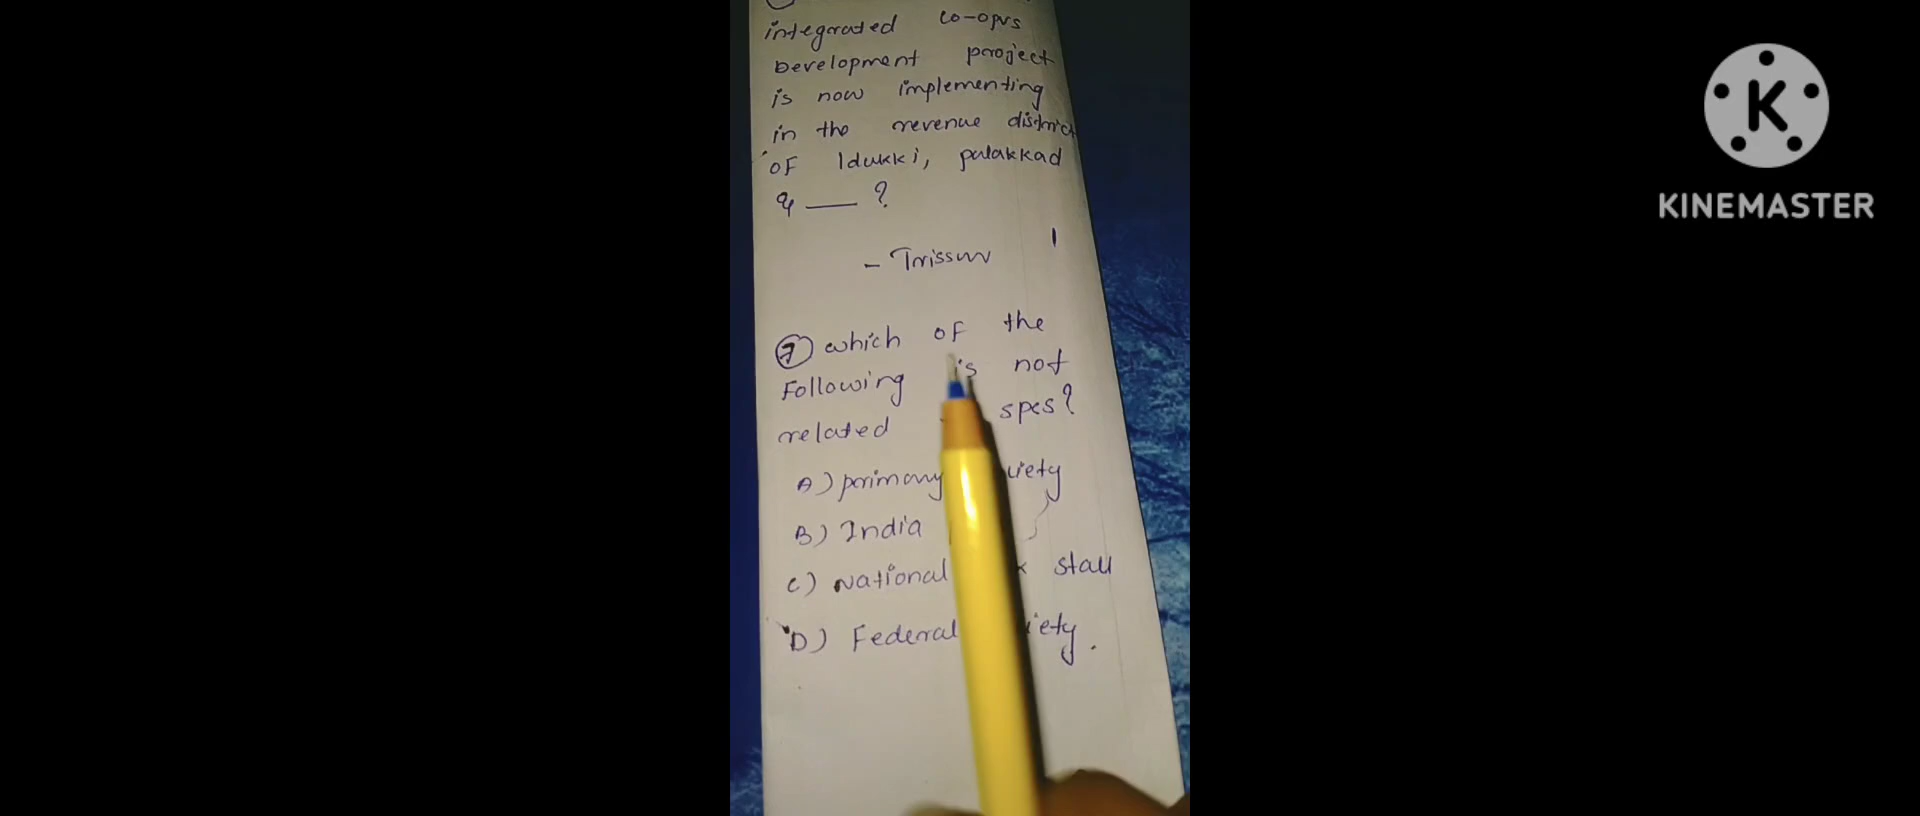 integrated co-oprs
Development project
is now implementing
in the revenue district
of Idukki, palakkad
& ___ ?
- Trissur
7 which of the
Following is not
related spcs?
A) primary
B) India
C) National stall
D) Federal
KINEMASTER